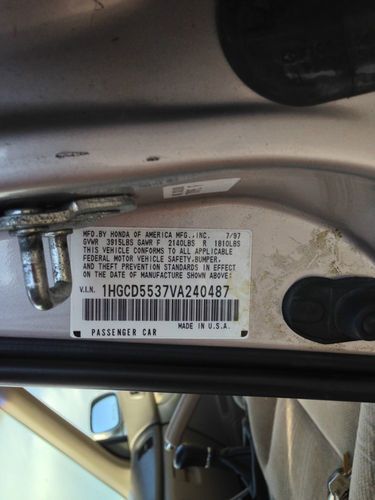 MFD.BY HONDA OF AMERICA MFG.,INC. 7/97
GVWR 3915LBS GAWR F 2140LBS R 1810LBS
THIS VEHICLE CONFORMS TO ALL APPLICABLE
FEDERAL MOTOR VEHICLE SAFETY,BUMPER,
AND THEFT PREVENTION STANDARDS IN EFFECT
ON THE DATE OF MANUFACTURE SHOWN ABOVE.
V.I.N. 1HGCD5537VA240487
PASSENGER CAR MADE IN U.S.A.